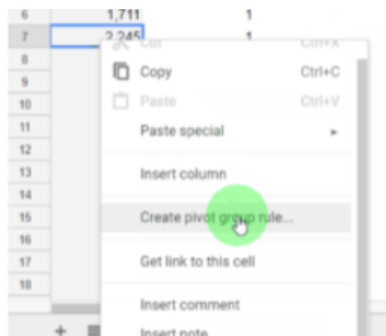 6 1,711 1
7 2,245 1
Cut Ctrl+X
8
Copy Ctrl+C
9
10 Paste Ctrl+V
11 Paste special
12
13 Insert column
14
15 Create pivot group rule...
16
17 Get link to this cell
18
Insert comment
Insert note